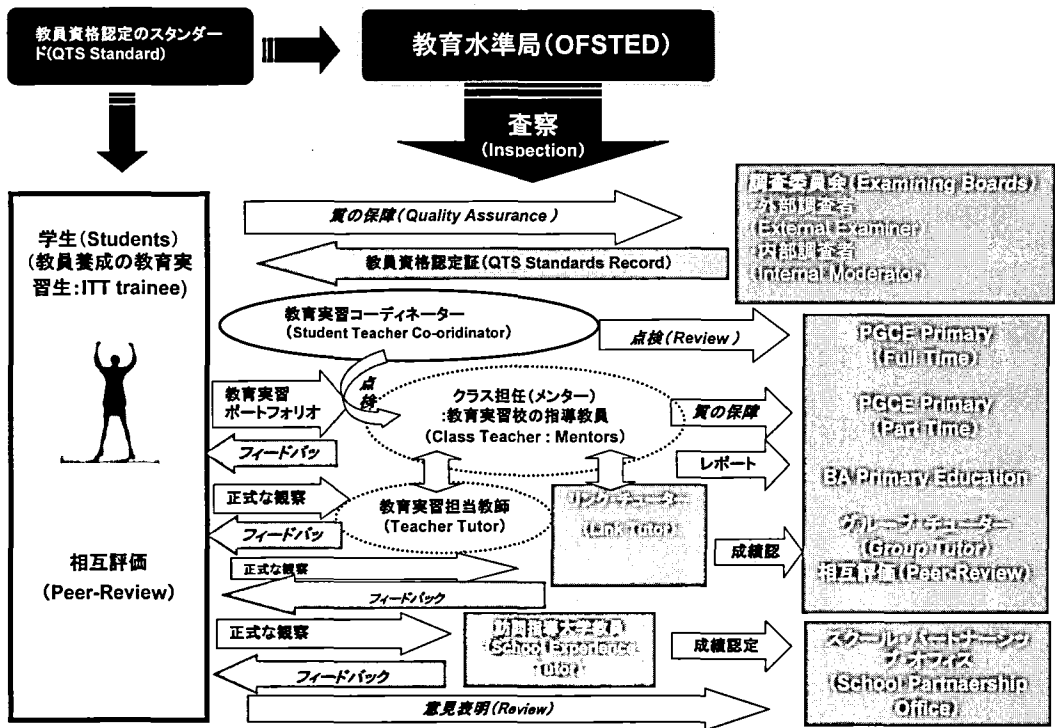 教員資格認定のスタンダー
ド(QTS Standard)
教育水準局(OFSTED)
査察
(Inspection)
学生(Students)
(教員養成の教育実
習生:ITT trainee)
相互評価
(Peer-Review)
質の保障(Quality Assurance)
教員資格認定証(QTS Standards Record)
調査委員会(Examining Boards)
外部調査者
(External Examiner)
内部調査者
(Internal Moderator)
教育実習コーディネーター
(Student Teacher Co-oridinator)
点検(Review)
点
検
教育実習
ポートフォリオ
フィードバッ
クラス担任(メンター)
:教育実習校の指導教員
(Class Teacher : Mentors)
質の保障
レポート
PGCE Primary
(Full Time)
PGCE Primary
(Part Time)
BA Primary Education
グループ・チューター
(Group Tutor)
相互評価(Peer-Review)
正式な観察
フィードバッ
教育実習担当教師
(Teacher Tutor)
リンク・チューター
(Link Tutor)
成績認
正式な観察
フィードバック
正式な観察
フィードバック
訪問指導大学教員
(School Experience
Tutor)
成績認定
スクール・パートナーシッ
プ・オフィス
(School Partnaership
Office)
意見表明(Review)